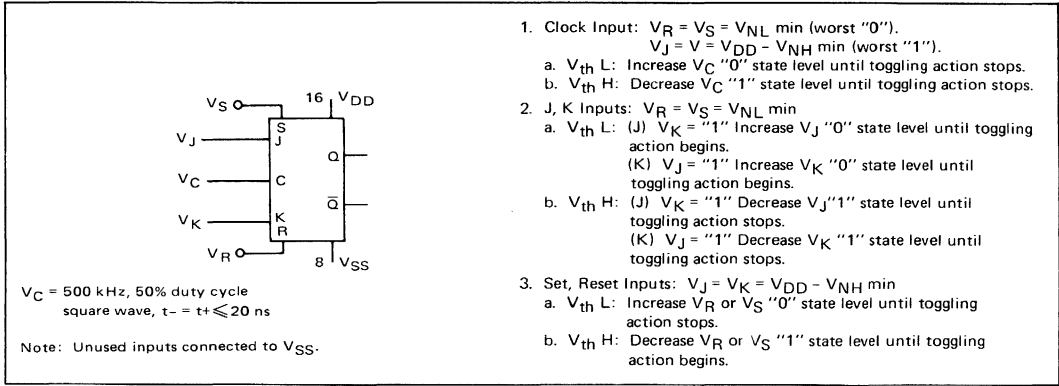 V_S
16 V_DD
S
V_J
J
Q
V_C
C
Q̅
V_K
K
R
V_R
8 V_SS
V_C = 500 kHz, 50% duty cycle
square wave, t– = t+ ⩽ 20 ns
Note: Unused inputs connected to V_SS.
1. Clock Input: V_R = V_S = V_NL min (worst "0").
V_J = V = V_DD – V_NH min (worst "1").
a. V_th L: Increase V_C "0" state level until toggling action stops.
b. V_th H: Decrease V_C "1" state level until toggling action stops.
2. J, K Inputs: V_R = V_S = V_NL min
a. V_th L: (J) V_K = "1" Increase V_J "0" state level until toggling
action begins.
(K) V_J = "1" Increase V_K "0" state level until
toggling action begins.
b. V_th H: (J) V_K = "1" Decrease V_J"1" state level until
toggling action stops.
(K) V_J = "1" Decrease V_K "1" state level until
toggling action stops.
3. Set, Reset Inputs: V_J = V_K = V_DD – V_NH min
a. V_th L: Increase V_R or V_S "0" state level until toggling
action stops.
b. V_th H: Decrease V_R or V_S "1" state level until toggling
action begins.